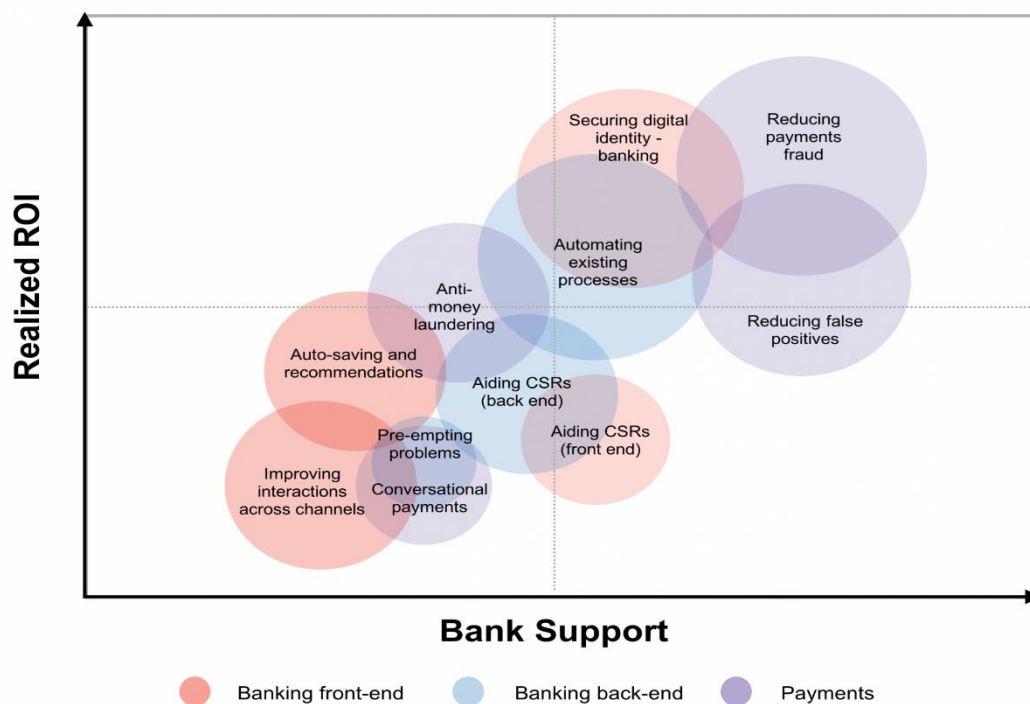 Realized ROI
Securing digital
identity -
banking
Reducing
payments
fraud
Automating
existing
processes
Anti-
money
laundering
Reducing false
positives
Auto-saving and
recommendations
Aiding CSRs
(back end)
Aiding CSRs
(front end)
Pre-empting
problems
Improving
interactions
across channels
Conversational
payments
Bank Support
Banking front-end
Banking back-end
Payments